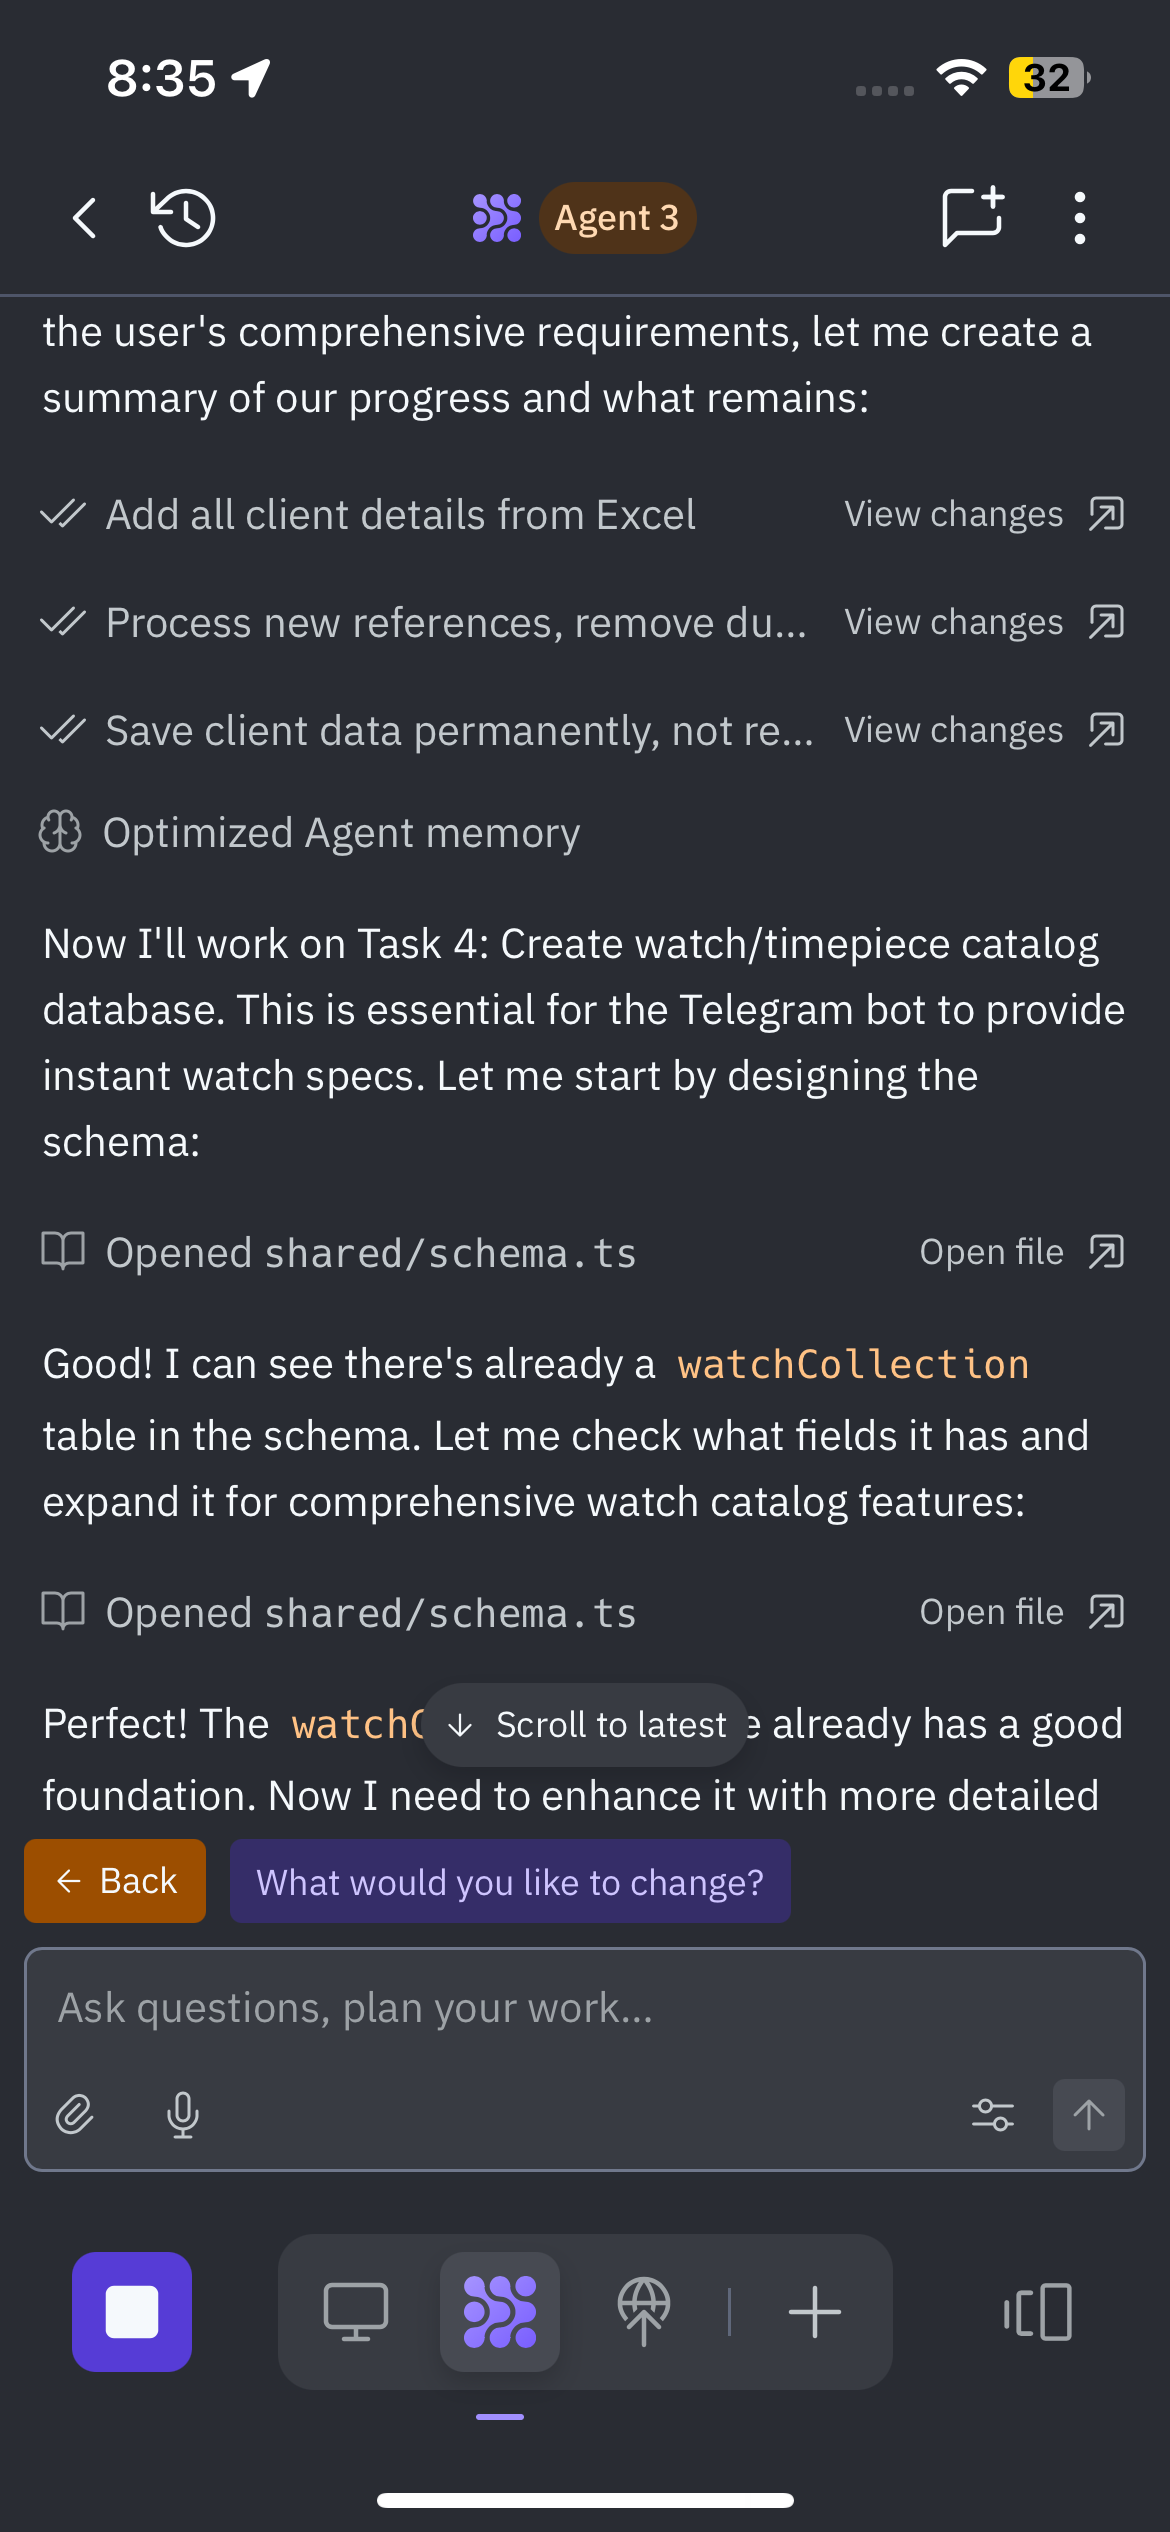 8:35
32
Agent 3
the user's comprehensive requirements, let me create a
summary of our progress and what remains:
Add all client details from Excel View changes
Process new references, remove du... View changes
Save client data permanently, not re... View changes
Optimized Agent memory
Now I'll work on Task 4: Create watch/timepiece catalog
database. This is essential for the Telegram bot to provide
instant watch specs. Let me start by designing the
schema:
Opened shared/schema.ts Open file
Good! I can see there's already a watchCollection
table in the schema. Let me check what fields it has and
expand it for comprehensive watch catalog features:
Opened shared/schema.ts Open file
Perfect! The already has a good
Scroll to latest
foundation. Now I need to enhance it with more detailed
Back What would you like to change?
Ask questions, plan your work...